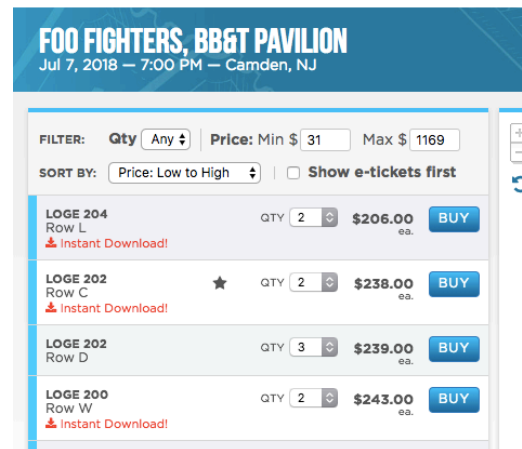 FOO FIGHTERS, BB&T PAVILION
Jul 7, 2018 — 7:00 PM — Camden, NJ
FILTER: Qty Any Price: Min $ 31 Max $ 1169
SORT BY: Price: Low to High Show e-tickets first
LOGE 204
Row L
Instant Download!
QTY 2 $206.00 ea. BUY
LOGE 202
Row C
Instant Download!
QTY 2 $238.00 ea. BUY
LOGE 202
Row D
QTY 3 $239.00 ea. BUY
LOGE 200
Row W
Instant Download!
QTY 2 $243.00 ea. BUY